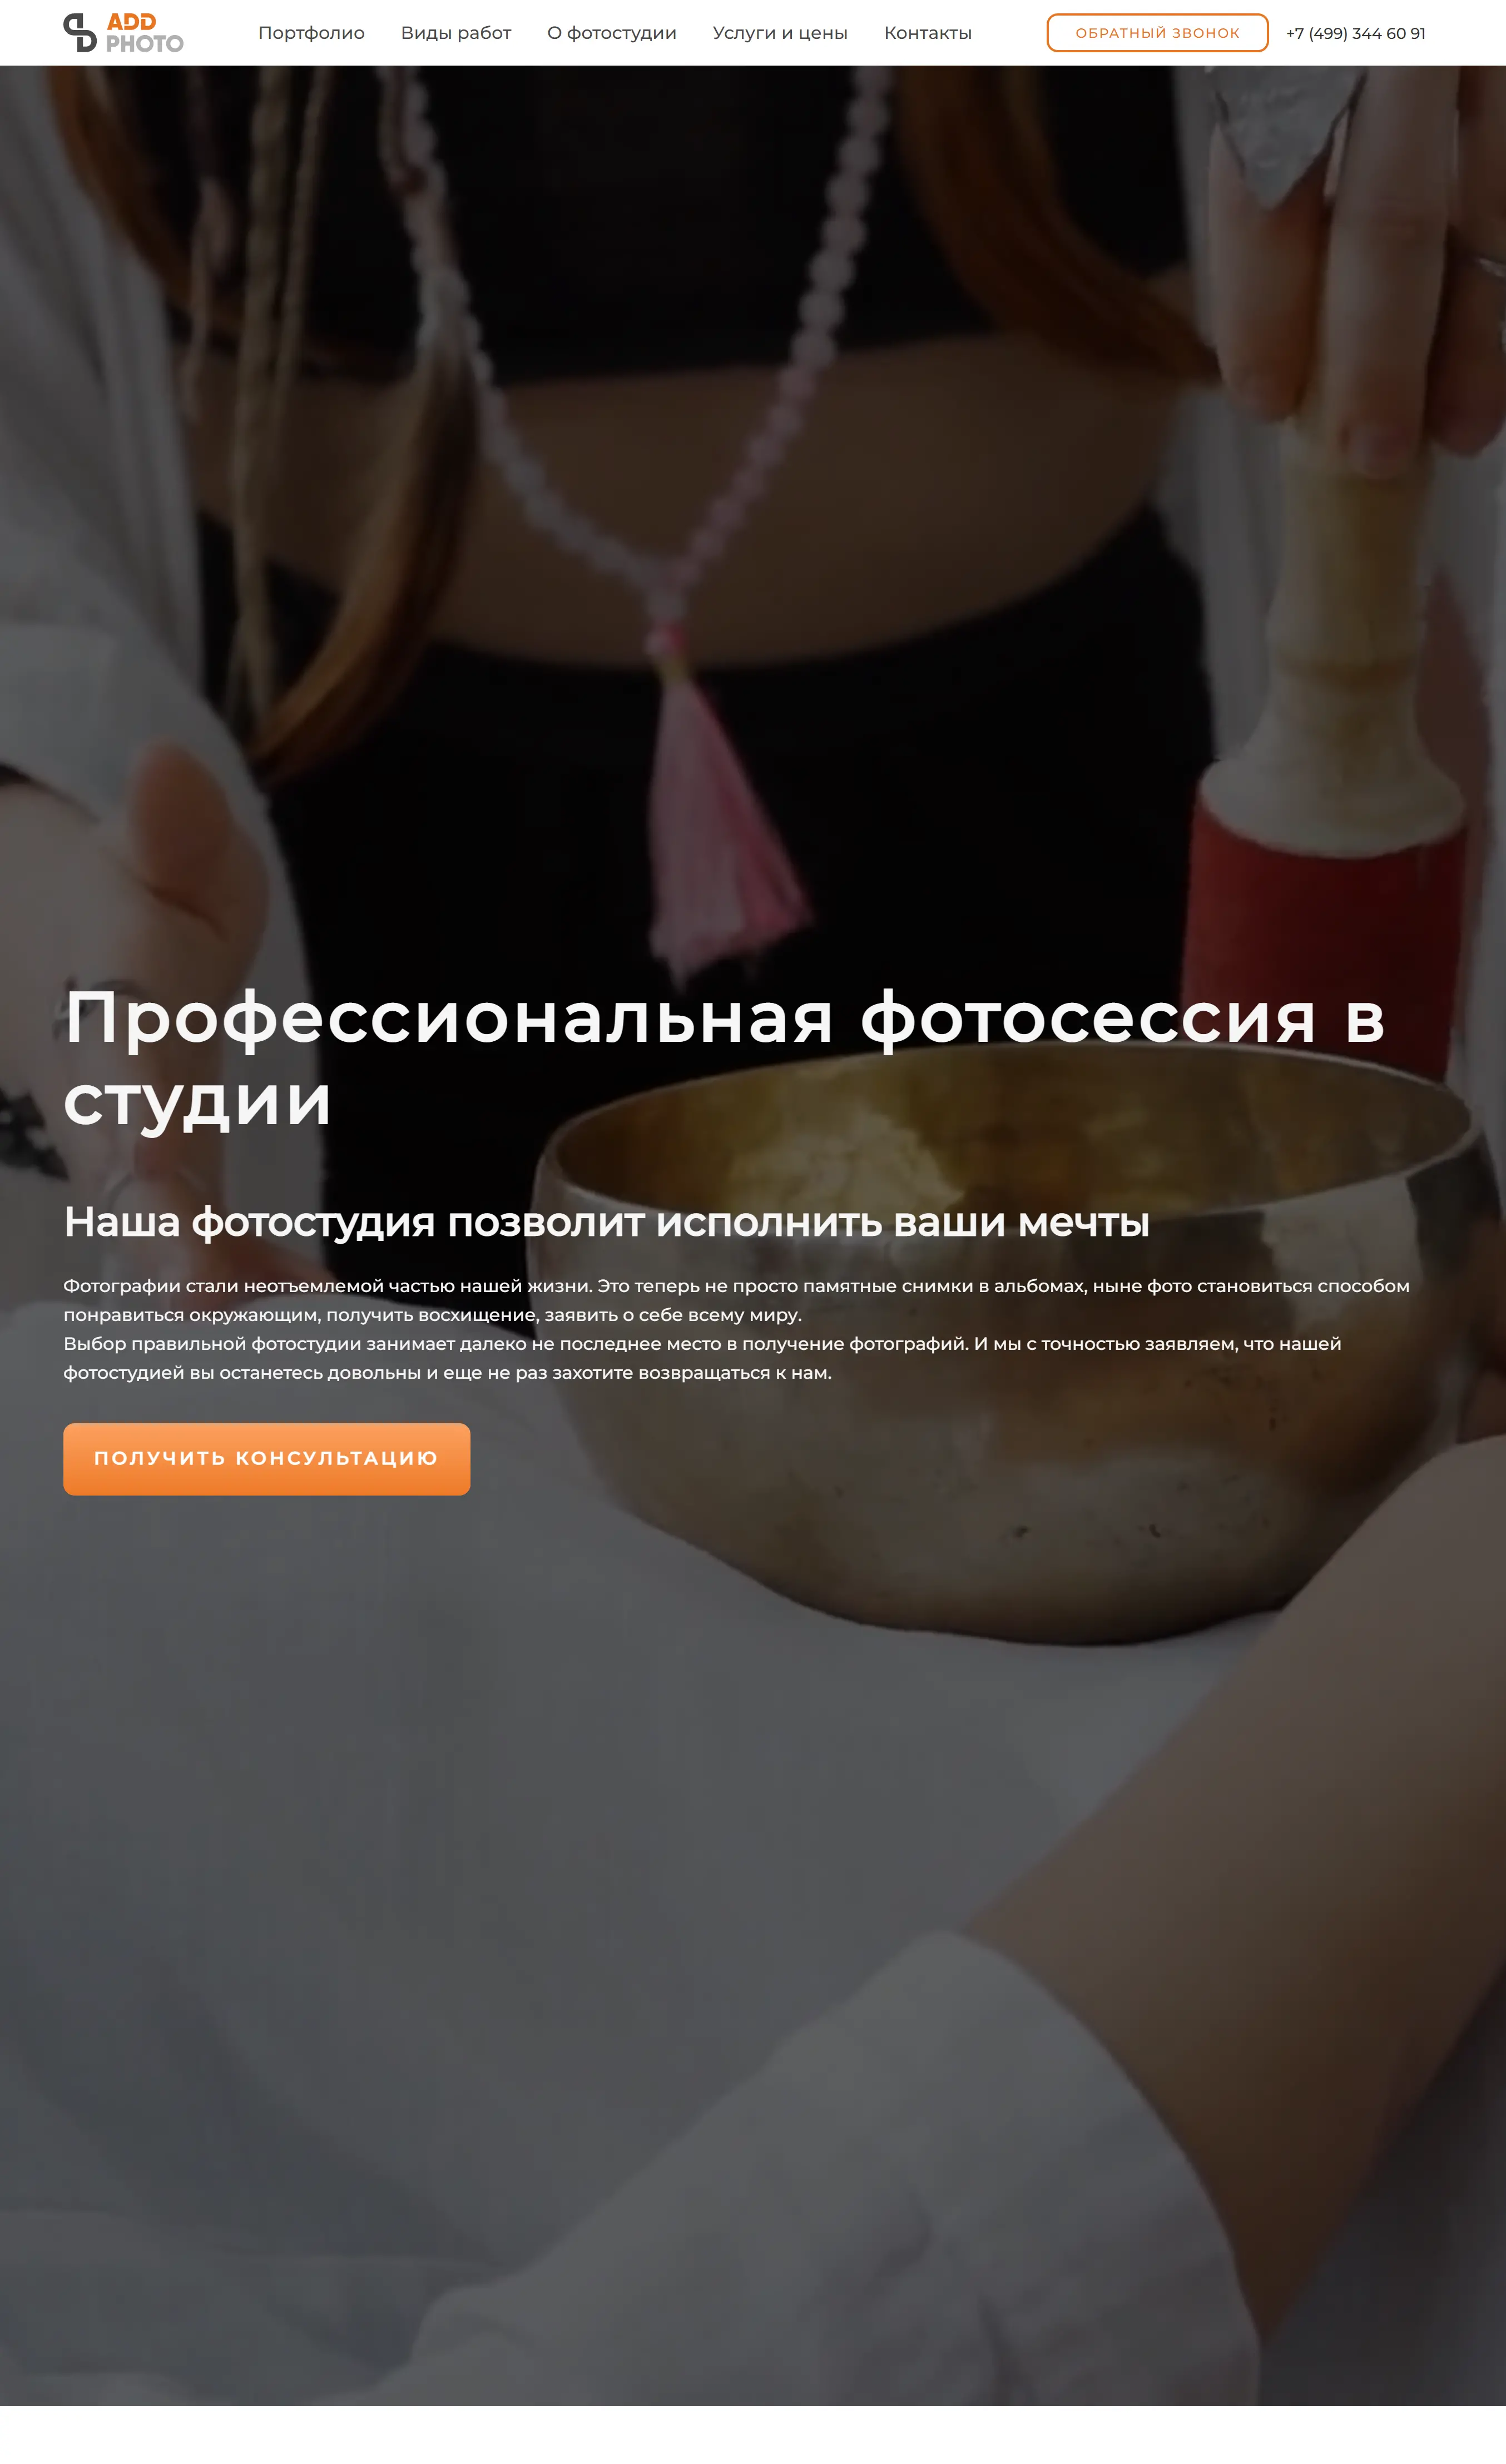 ADD
PHOTO
Портфолио
Виды работ
О фотостудии
Услуги и цены
Контакты
ОБРАТНЫЙ ЗВОНОК
+7 (499) 344 60 91
Профессиональная фотосессия в
студии
Наша фотостудия позволит исполнить ваши мечты
Фотографии стали неотъемлемой частью нашей жизни. Это теперь не просто памятные снимки в альбомах, ныне фото становиться способом
понравиться окружающим, получить восхищение, заявить о себе всему миру.
Выбор правильной фотостудии занимает далеко не последнее место в получение фотографий. И мы с точностью заявляем, что нашей
фотостудией вы останетесь довольны и еще не раз захотите возвращаться к нам.
ПОЛУЧИТЬ КОНСУЛЬТАЦИЮ